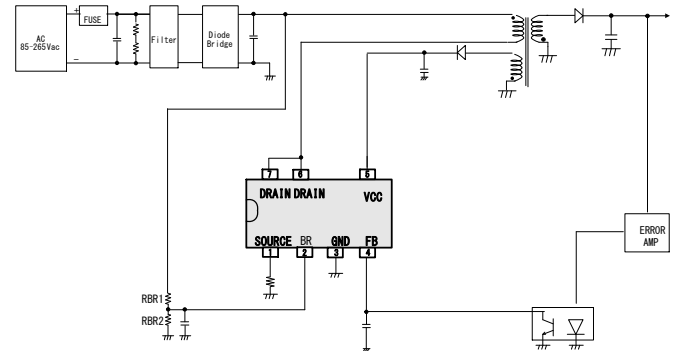 AC
85-265Vac
+
-
FUSE
Filter
Diode
Bridge
7 6 5
DRAIN DRAIN VCC
SOURCE BR GND FB
1 2 3 4
ERROR
AMP
RBR1
RBR2